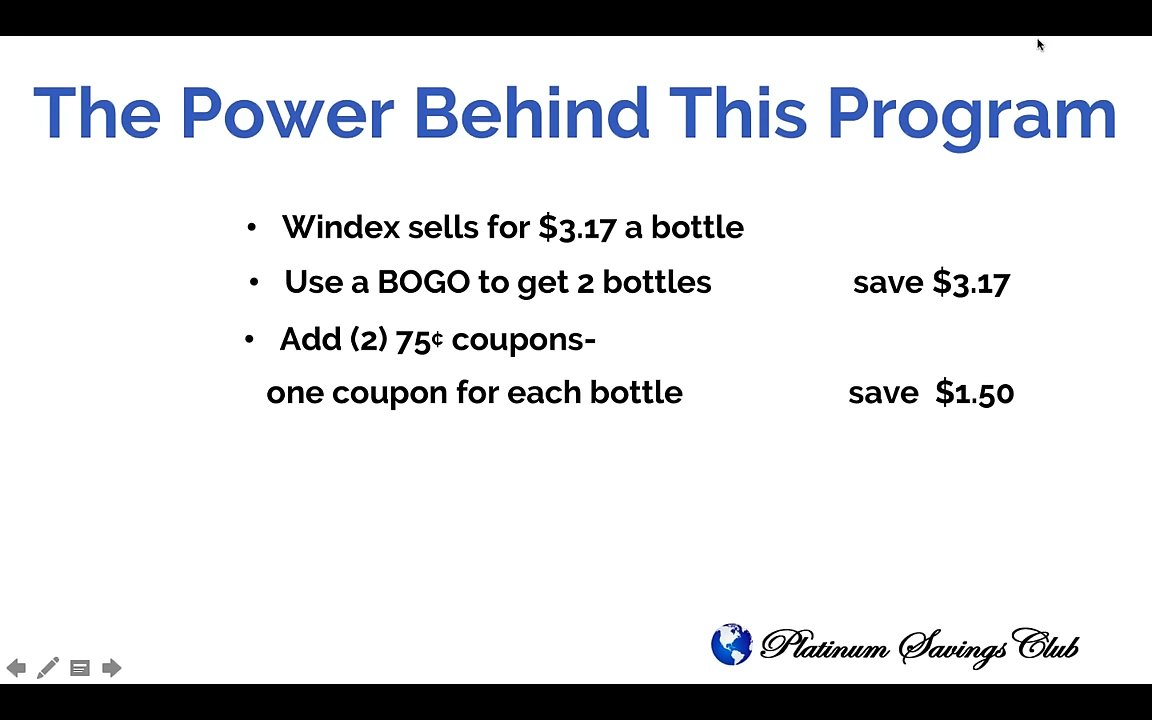 The Power Behind This Program
• Windex sells for $3.17 a bottle
• Use a BOGO to get 2 bottles save $3.17
• Add (2) 75¢ coupons-
one coupon for each bottle save $1.50
Platinum Savings Club